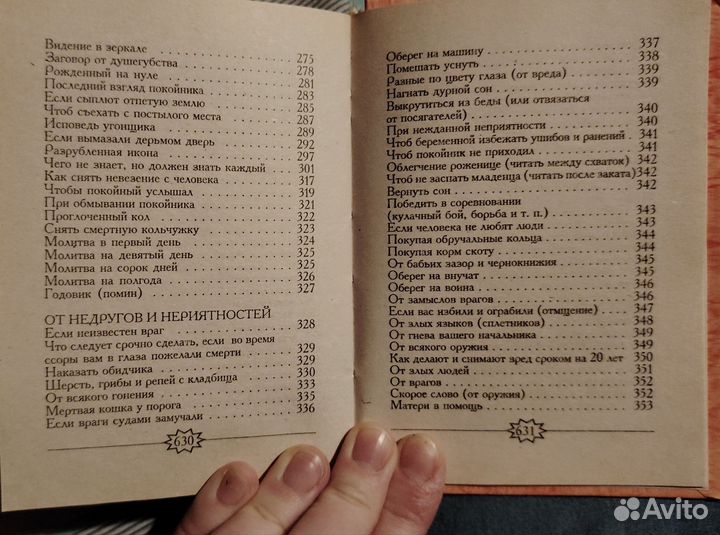 Видение в зеркале
Заговор от душегубства . . . . . . . . . . . . . . 275
Рожденный на нуле . . . . . . . . . . . . . . . . 278
Последний взгляд покойника . . . . . . . . . . . 281
Если сыплют отпетую землю . . . . . . . . . . . 283
Чтоб съехать с постылого места . . . . . . . . . 285
Исповедь угонщика . . . . . . . . . . . . . . . . 287
Если вымазали дерьмом дверь . . . . . . . . . . 289
Разрубленная икона . . . . . . . . . . . . . . . 292
Чего не знает, но должен знать каждый . . . . . 297
Как снять невезение с человека . . . . . . . . . 301
Чтобы покойный услышал . . . . . . . . . . . . . 317
При обмывании покойника . . . . . . . . . . . . 319
Проглоченный кол . . . . . . . . . . . . . . . . 321
Снять смертную кольчужку . . . . . . . . . . . . 322
Молитва в первый день . . . . . . . . . . . . . 323
Молитва на девятый день . . . . . . . . . . . . 324
Молитва на сорок дней . . . . . . . . . . . . . 325
Молитва на полгода . . . . . . . . . . . . . . . 325
Годовик (помин) . . . . . . . . . . . . . . . . 326
327
ОТ НЕДРУГОВ И НЕРИЯТНОСТЕЙ
Если неизвестен враг . . . . . . . . . . . . . . 328
Что следует срочно сделать, если во время
ссоры вам в глаза пожелали смерти . . . . . . . 329
Наказать обидчика . . . . . . . . . . . . . . . 329
Шерсть, грибы и репей с кладбища . . . . . . . . 330
От всякого гонения . . . . . . . . . . . . . . . 333
Мертвая кошка у порога . . . . . . . . . . . . . 335
Если враги судами замучали . . . . . . . . . . . 336
630
Оберег на машину . . . . . . . . . . . . . . . . 337
Помешать уснуть . . . . . . . . . . . . . . . . 338
Разные по цвету глаза (от вреда) . . . . . . . . 339
Нагнать дурной сон . . . . . . . . . . . . . . . 339
Выкрутиться из беды (или отвязаться
от посягателей) . . . . . . . . . . . . . . . . 340
При нежданной неприятности . . . . . . . . . . . 340
Чтоб беременной избежать ушибов и ранений . 341
Чтоб покойник не приходил . . . . . . . . . . . 341
Облегчение роженице (читать между схваток) . 342
Чтоб не заспать младенца (читать после заката) 342
Вернуть сон . . . . . . . . . . . . . . . . . . 342
Победить в соревновании
(кулачный бой, борьба и т. п.) . . . . . . . . . 343
Если человека не любят люди . . . . . . . . . . 343
Покупая обручальные кольца . . . . . . . . . . . 344
Покупая корм скоту . . . . . . . . . . . . . . . 344
От бабьих зазор и чернокнижия . . . . . . . . . 345
Оберег на внучат . . . . . . . . . . . . . . . . 345
Оберег на воина . . . . . . . . . . . . . . . . 346
От замыслов врагов . . . . . . . . . . . . . . . 346
Если вас избили и ограбили (отмщение) . . . . . 347
От злых языков (сплетников) . . . . . . . . . . 348
От гнева вашего начальника . . . . . . . . . . . 349
От всякого оружия . . . . . . . . . . . . . . . 349
Как делают и снимают вред сроком на 20 лет . 350
От злых людей . . . . . . . . . . . . . . . . . 351
От врагов . . . . . . . . . . . . . . . . . . . 352
Скорое слово (от оружия) . . . . . . . . . . . . 352
Матери в помощь . . . . . . . . . . . . . . . . 353
631
Avito